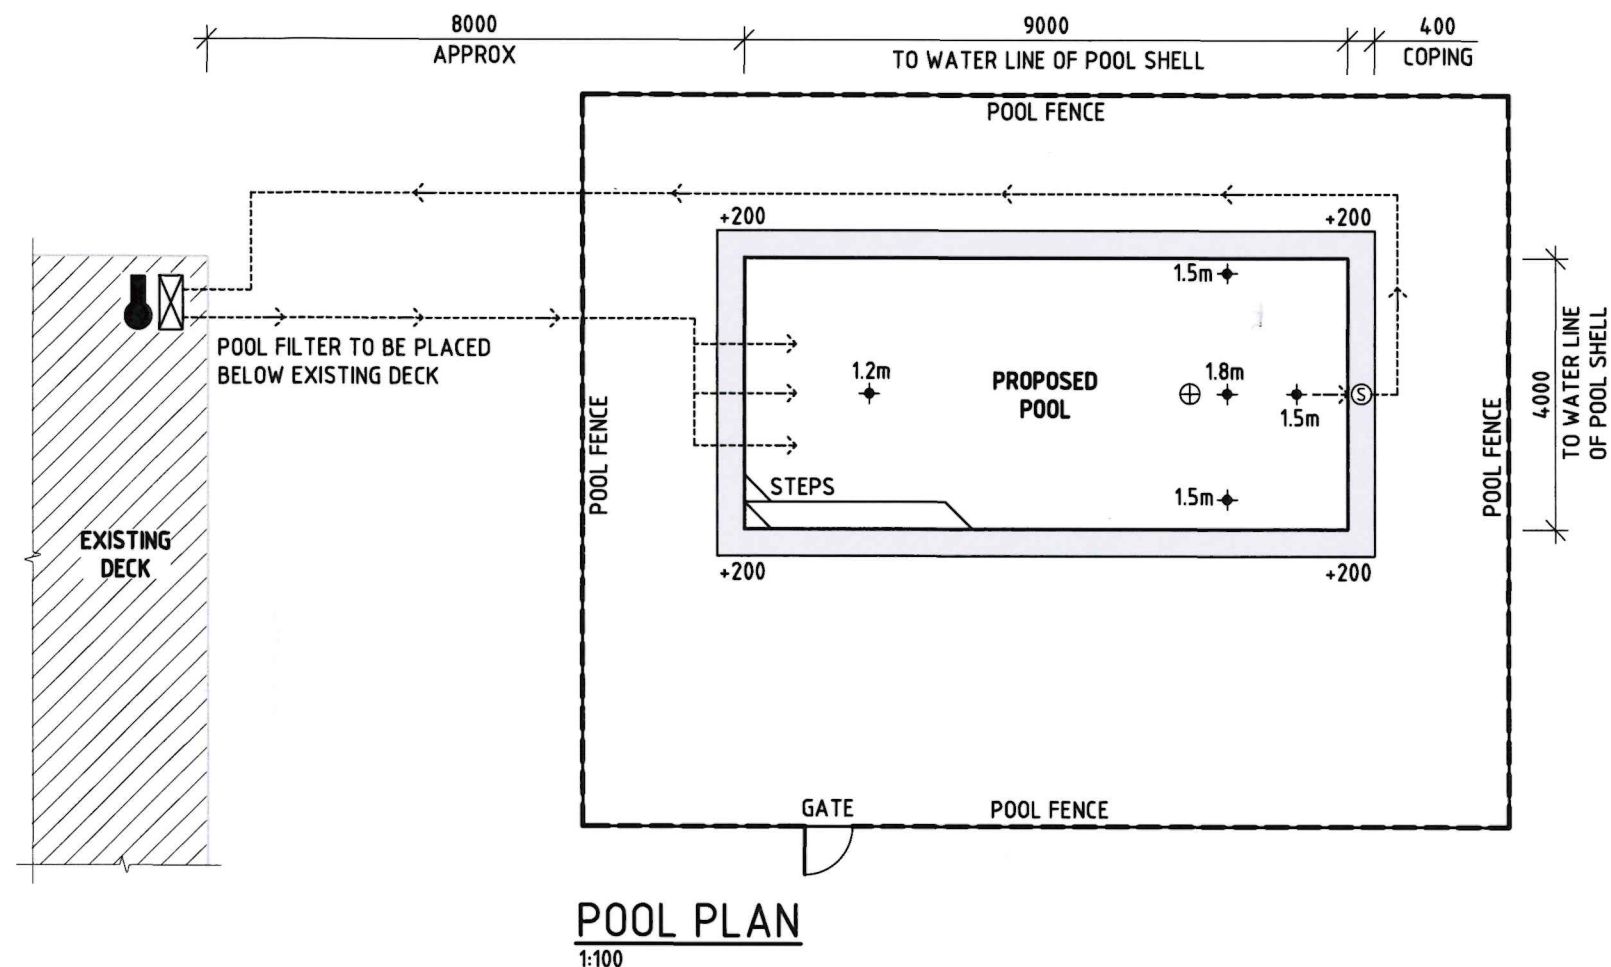 8000
APPROX
9000
TO WATER LINE OF POOL SHELL
400
COPING
POOL FENCE
+200
+200
1.5m
POOL FILTER TO BE PLACED
BELOW EXISTING DECK
1.2m
PROPOSED
POOL
1.8m
1.5m
S
4000
TO WATER LINE
OF POOL SHELL
POOL FENCE
POOL FENCE
STEPS
1.5m
EXISTING
DECK
+200
+200
GATE
POOL FENCE
POOL PLAN
1:100